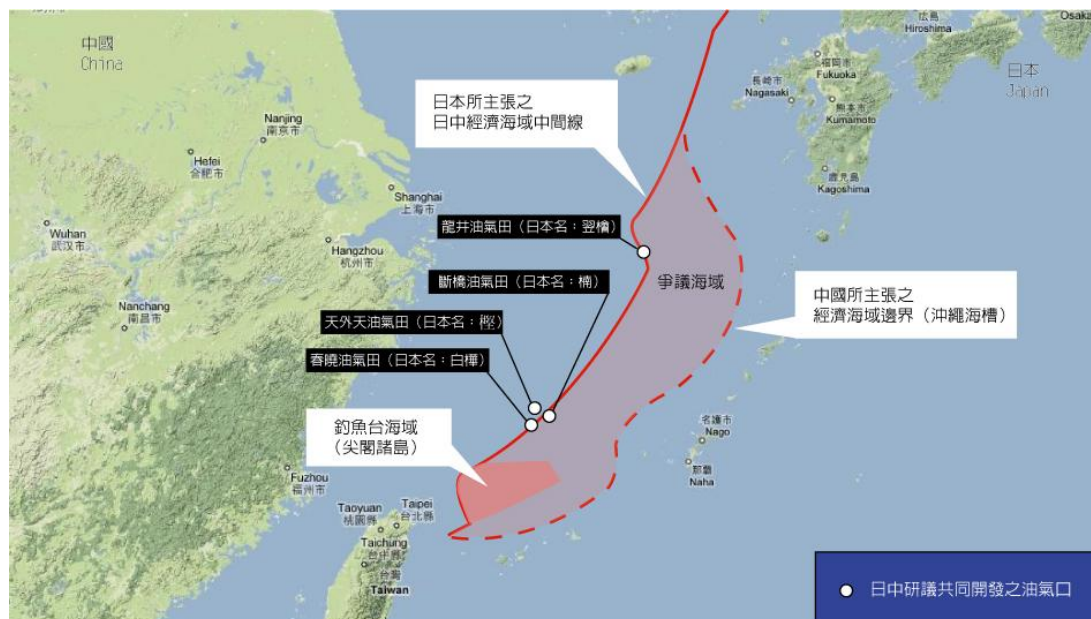 中國
China
Nanjing
南京市
Hefei
合肥市
Wuhan
武汉市
Shanghai
上海市
Hangzhou
杭州市
Nanchang
南昌市
Fuzhou
福州市
Taoyuan
桃園縣
Taipei
台北縣
Taichung
台中縣
台灣
Taiwan
日本所主張之
日中經濟海域中間線
龍井油氣田（日本名：翌檜）
斷橋油氣田（日本名：楠）
天外天油氣田（日本名：樫）
春曉油氣田（日本名：白樺）
釣魚台海域
（尖閣諸島）
爭議海域
中國所主張之
經濟海域邊界（沖繩海槽）
広島
Hiroshima
Osaka
福岡市
Fukuoka
長崎市
Nagasaki
熊本市
Kumamoto
鹿児島
Kagoshima
日本
Japan
名護市
Nago
那覇
Naha
日中研議共同開發之油氣口